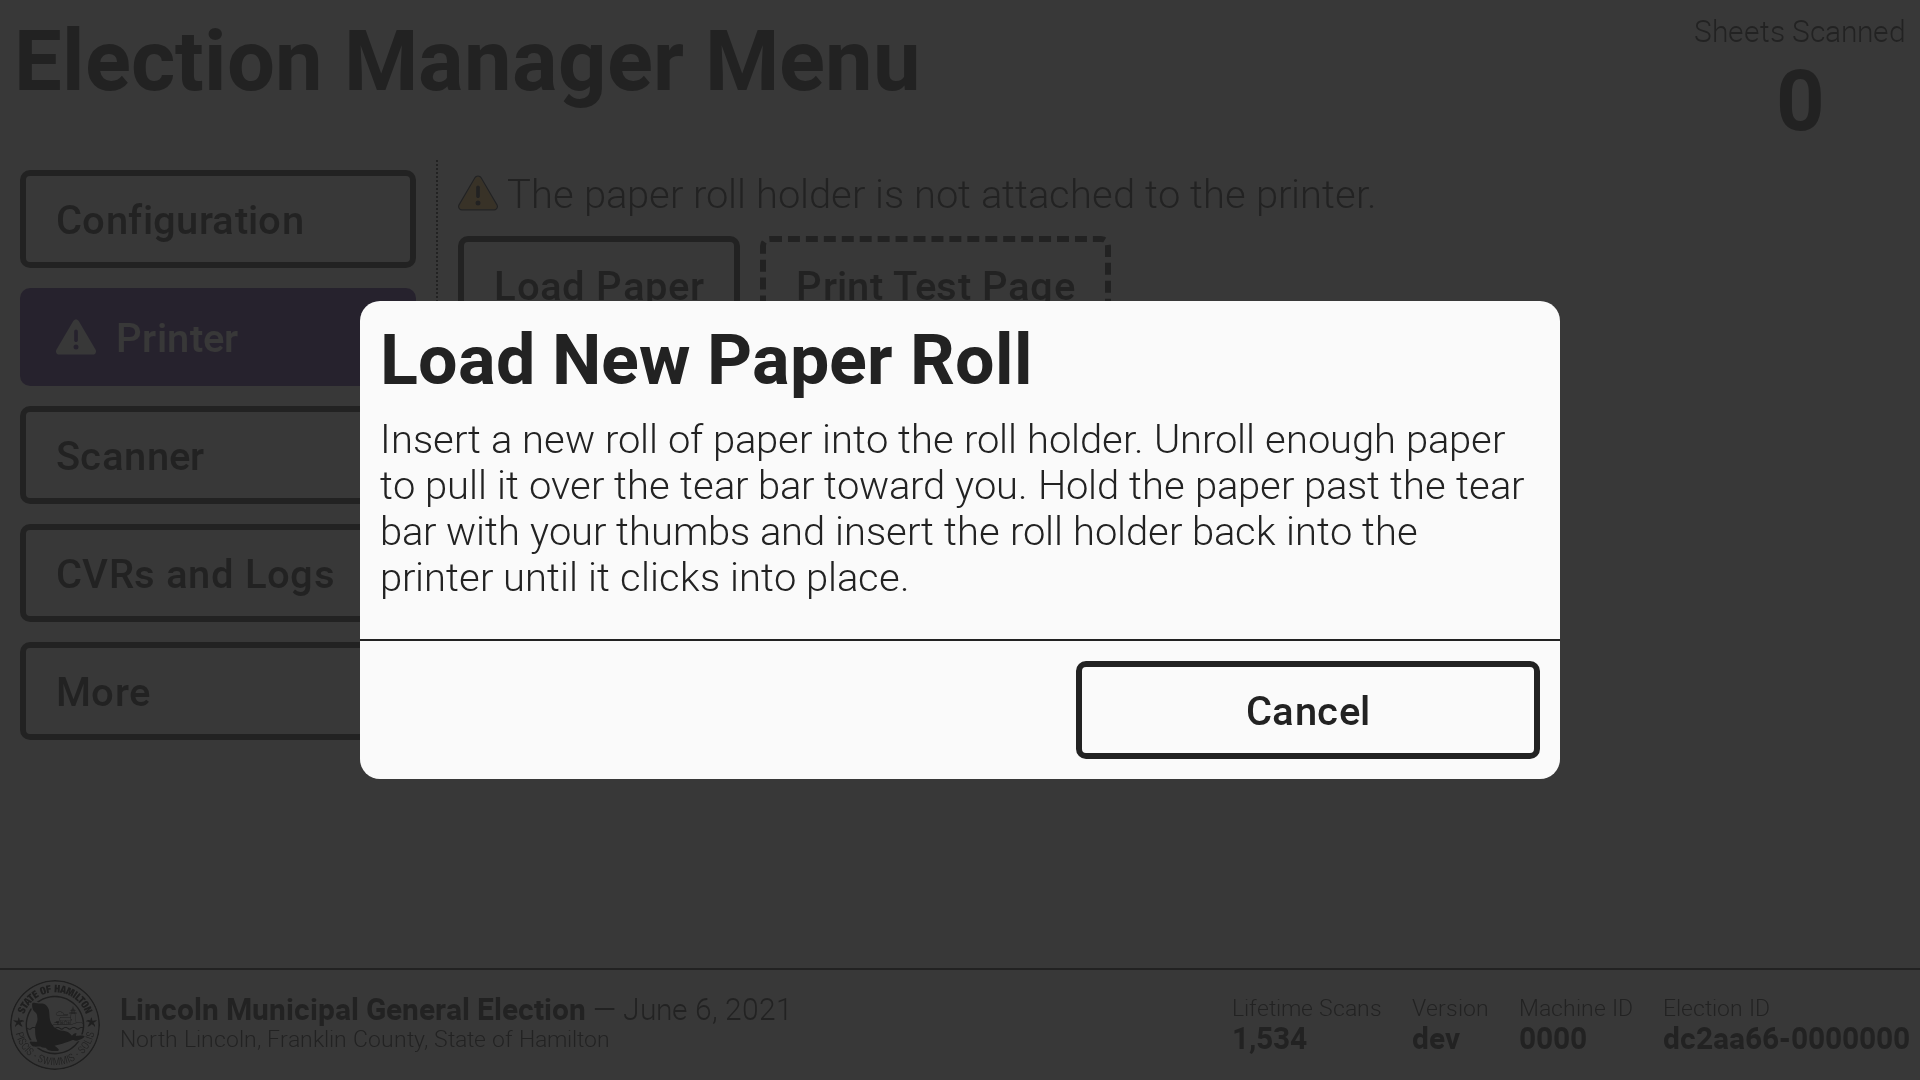 Election Manager Menu
Sheets Scanned
0
Configuration
Printer
Scanner
CVRs and Logs
More
The paper roll holder is not attached to the printer.
Load Paper
Print Test Page
Load New Paper Roll
Insert a new roll of paper into the roll holder. Unroll enough paper
to pull it over the tear bar toward you. Hold the paper past the tear
bar with your thumbs and insert the roll holder back into the
printer until it clicks into place.
Cancel
STATE OF HAMILTON
Lincoln Municipal General Election — June 6, 2021
North Lincoln, Franklin County, State of Hamilton
Lifetime Scans
1,534
Version
dev
Machine ID
0000
Election ID
dc2aa66-0000000